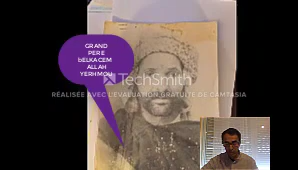 GRAND
PERE
bELKACEM
ALLAH
YERHMOU
TechSmith
RÉALISÉE AVEC L'ÉVALUATION GRATUITE DE CAMTASIA